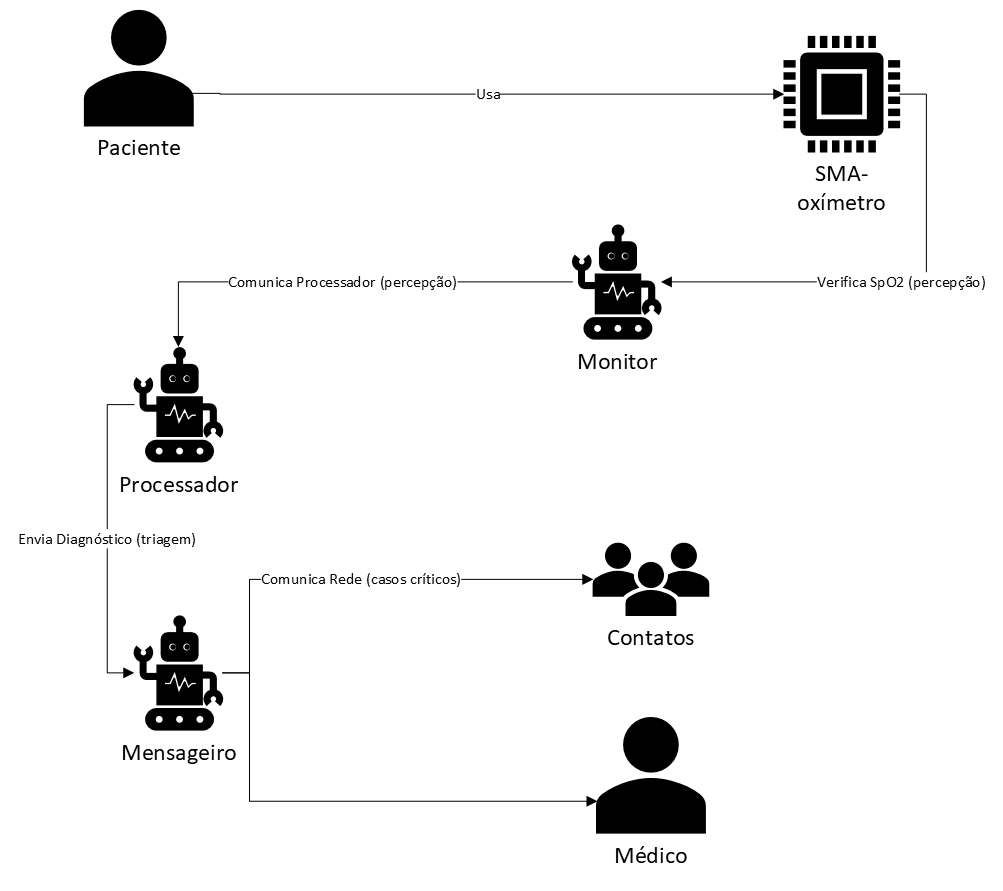 Usa
Paciente
SMA-
oxímetro
Comunica Processador (percepção)
Verifica SpO2 (percepção)
Monitor
Processador
Envia Diagnóstico (triagem)
Comunica Rede (casos críticos)
Contatos
Mensageiro
Médico